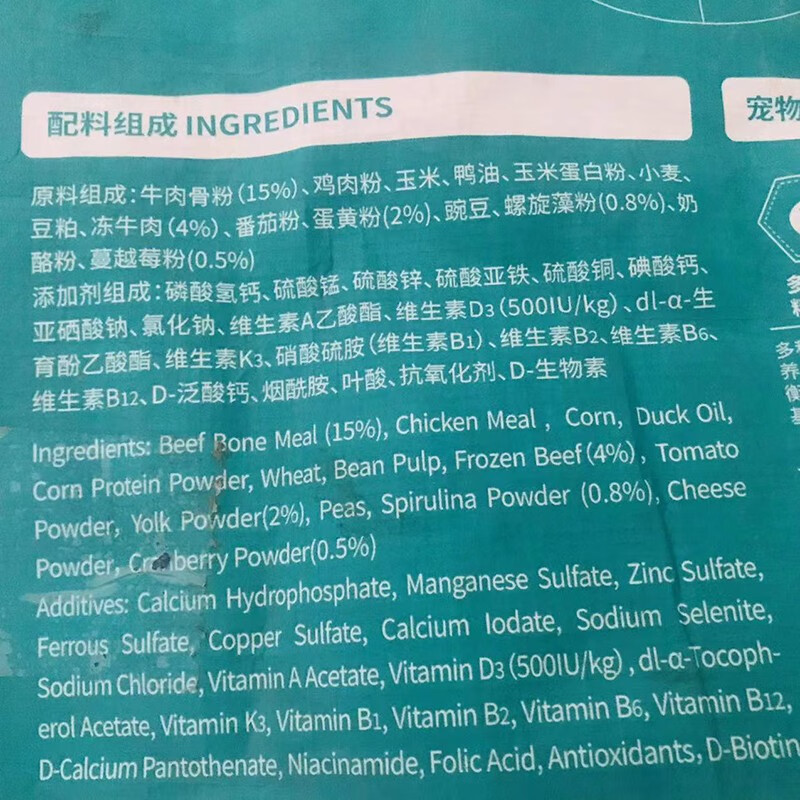 配料组成 INGREDIENTS
原料组成:牛肉骨粉(15%)、鸡肉粉、玉米、鸭油、玉米蛋白粉、小麦、
豆粕、冻牛肉(4%)、番茄粉、蛋黄粉(2%)、豌豆、螺旋藻粉(0.8%)、奶
酪粉、蔓越莓粉(0.5%)
添加剂组成:磷酸氢钙、硫酸锰、硫酸锌、硫酸亚铁、硫酸铜、碘酸钙、
亚硒酸钠、氯化钠、维生素A乙酸酯、维生素D3(500IU/kg)、dl-α-生
育酚乙酸酯、维生素K3、硝酸硫胺(维生素B1)、维生素B2、维生素B6、
维生素B12、D-泛酸钙、烟酰胺、叶酸、抗氧化剂、D-生物素
Ingredients: Beef Bone Meal (15%), Chicken Meal , Corn, Duck Oil,
Corn Protein Powder, Wheat, Bean Pulp, Frozen Beef(4%) , Tomato
Powder, Yolk Powder(2%), Peas, Spirulina Powder (0.8%), Cheese
Powder, Cranberry Powder(0.5%)
Additives: Calcium Hydrophosphate, Manganese Sulfate, Zinc Sulfate,
Ferrous Sulfate, Copper Sulfate, Calcium Iodate, Sodium Selenite,
Sodium Chloride, Vitamin A Acetate, Vitamin D3 (500IU/kg) , dl-α-Tocoph-
erol Acetate, Vitamin K3, Vitamin B1, Vitamin B2, Vitamin B6, Vitamin B12,
D-Calcium Pantothenate, Niacinamide, Folic Acid, Antioxidants, D-Biotin
宠物
多
粘
多种
养
衡
基